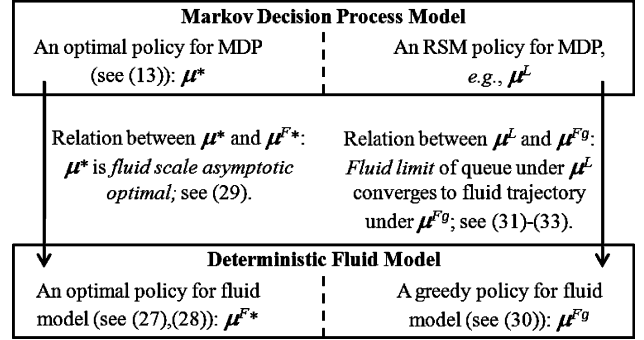 Markov Decision Process Model
An optimal policy for MDP
(see (13)): μ*
An RSM policy for MDP,
e.g., μ^L
Relation between μ* and μ^F*:
μ* is fluid scale asymptotic
optimal; see (29).
Relation between μ^L and μ^Fg:
Fluid limit of queue under μ^L
converges to fluid trajectory
under μ^Fg; see (31)-(33).
Deterministic Fluid Model
An optimal policy for fluid
model (see (27),(28)): μ^F*
A greedy policy for fluid
model (see (30)): μ^Fg